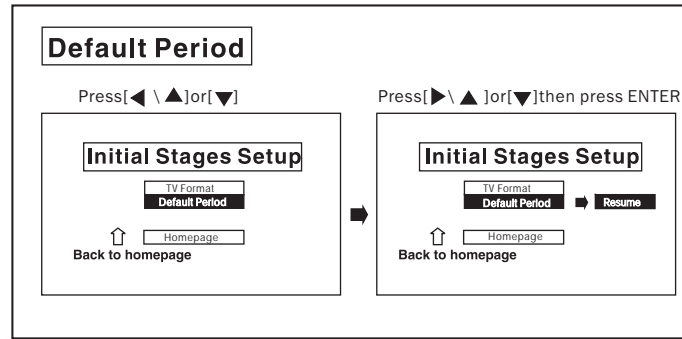 Default Period
Press[◀ \ ▲]or[▼]
Initial Stages Setup
TV Format
Default Period
Homepage
Back to homepage
Press[▶\ ▲ ]or[▼]then press ENTER
Initial Stages Setup
TV Format
Default Period
Resume
Homepage
Back to homepage